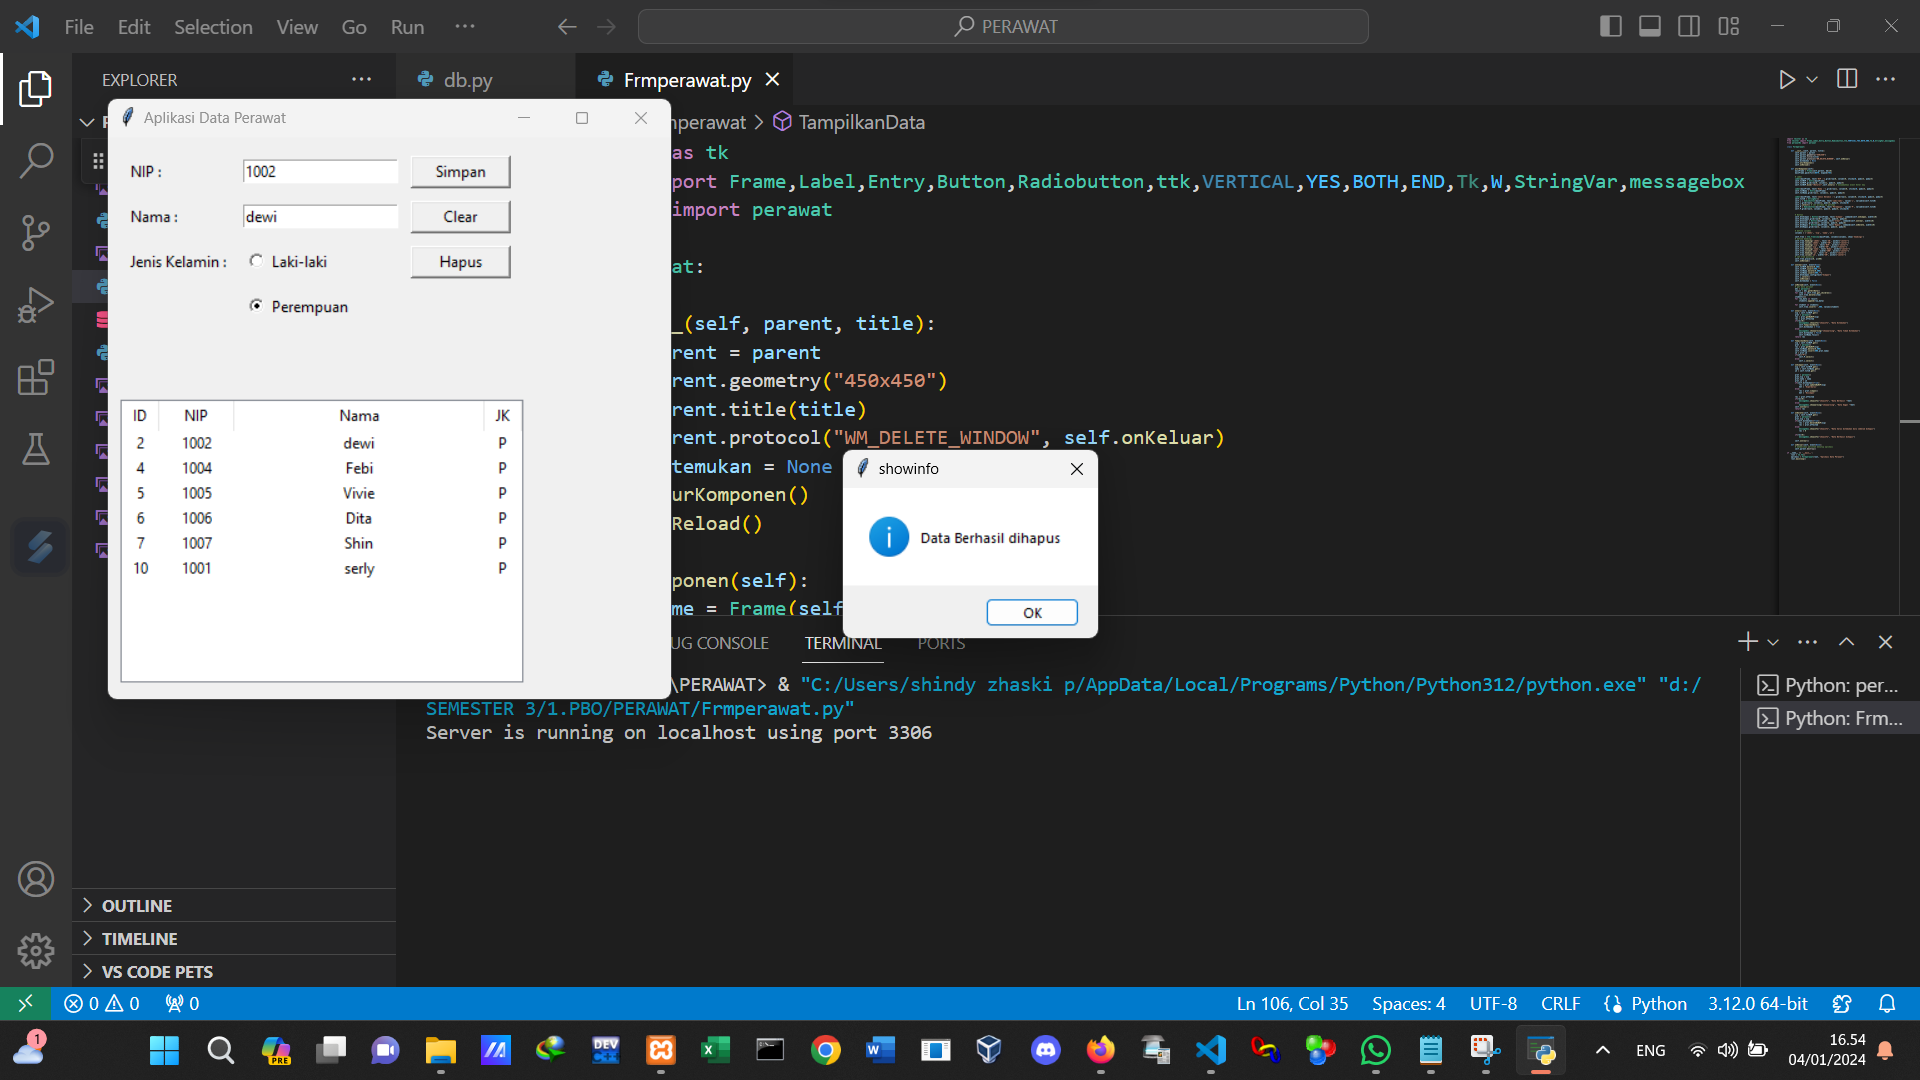 File Edit Selection View Go Run ···
PERAWAT
EXPLORER
db.py
Frmperawat.py
Aplikasi Data Perawat
NIP :
1002
Simpan
Nama :
dewi
Clear
Jenis Kelamin :
Laki-laki
Hapus
Perempuan
ID NIP Nama JK
2 1002 dewi P
4 1004 Febi P
5 1005 Vivie P
6 1006 Dita P
7 1007 Shin P
10 1001 serly P
nperawat > TampilkanData
as tk
port Frame,Label,Entry,Button,Radiobutton,ttk,VERTICAL,YES,BOTH,END,Tk,W,StringVar,messagebox
import perawat
at:
_(self, parent, title):
rent = parent
rent.geometry("450x450")
rent.title(title)
rent.protocol("WM_DELETE_WINDOW", self.onKeluar)
temukan = None
urKomponen()
Reload()
ponen(self):
me = Frame(self
showinfo
Data Berhasil dihapus
OK
UG CONSOLE TERMINAL PORTS
\PERAWAT> & "C:/Users/shindy zhaski p/AppData/Local/Programs/Python/Python312/python.exe" "d:/
SEMESTER 3/1.PBO/PERAWAT/Frmperawat.py"
Server is running on localhost using port 3306
Python: per...
Python: Frm...
OUTLINE
TIMELINE
VS CODE PETS
0 0 0
Ln 106, Col 35 Spaces: 4 UTF-8 CRLF Python 3.12.0 64-bit
1
PRE
DEV C++
ENG
16.54
04/01/2024